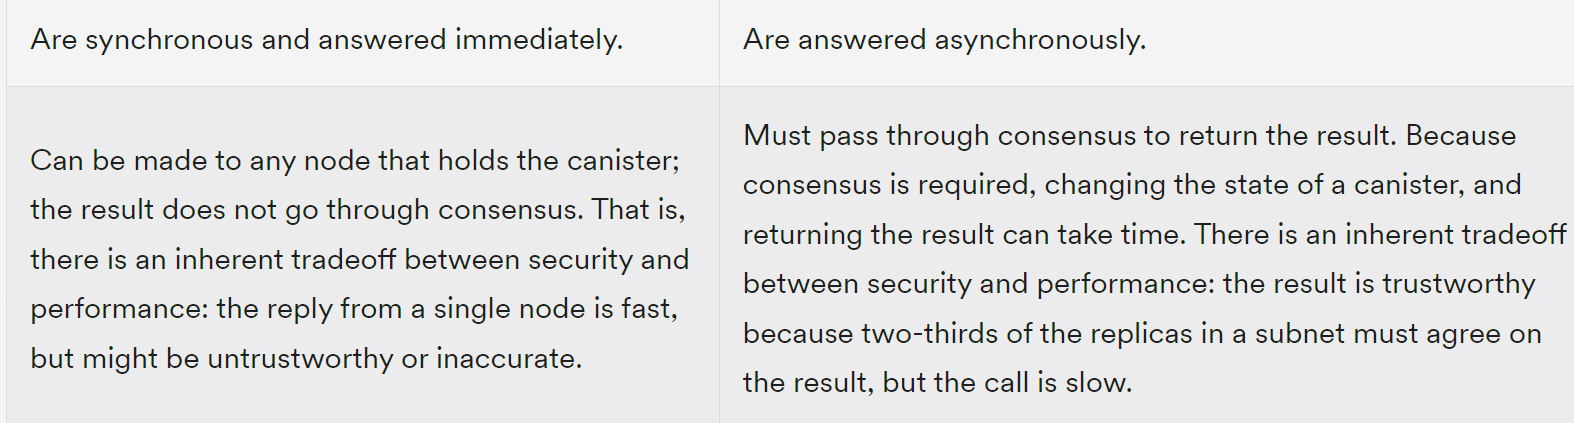 Are synchronous and answered immediately.
Are answered asynchronously.
Can be made to any node that holds the canister;
the result does not go through consensus. That is,
there is an inherent tradeoff between security and
performance: the reply from a single node is fast,
but might be untrustworthy or inaccurate.
Must pass through consensus to return the result. Because
consensus is required, changing the state of a canister, and
returning the result can take time. There is an inherent tradeoff
between security and performance: the result is trustworthy
because two-thirds of the replicas in a subnet must agree on
the result, but the call is slow.